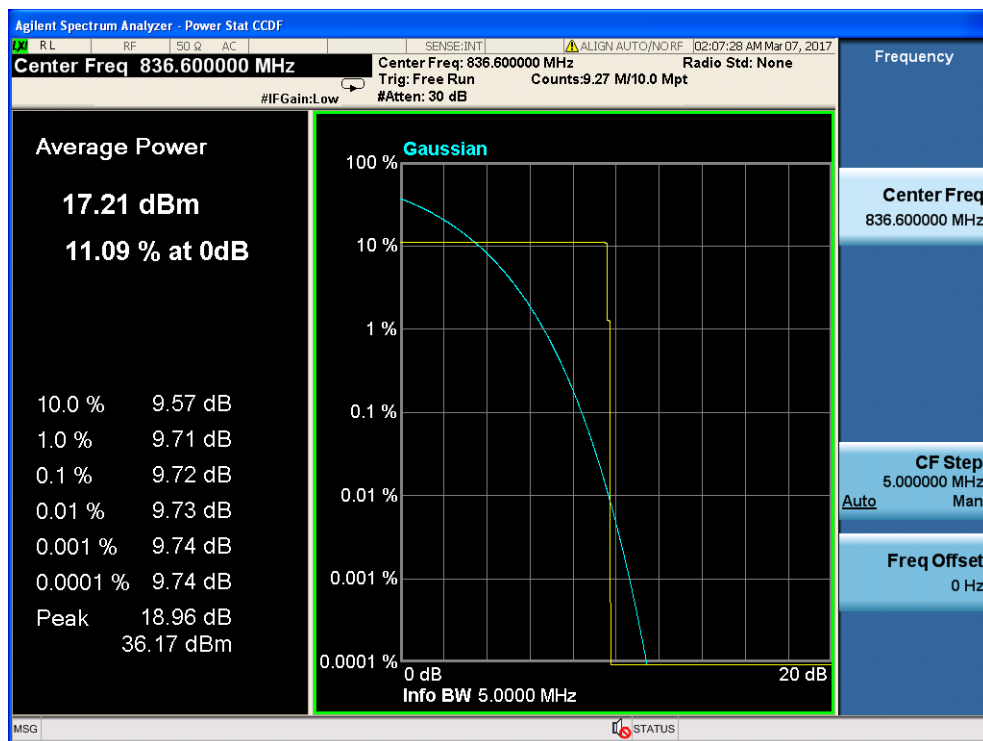 Agilent Spectrum Analyzer - Power Stat CCDF
LXI RL RF 50 Ω AC SENSE:INT ALIGN AUTO/NO RF 02:07:28 AM Mar 07, 2017
Center Freq 836.600000 MHz
#IFGain:Low
Center Freq: 836.600000 MHz Radio Std: None
Trig: Free Run Counts:9.27 M/10.0 Mpt
#Atten: 30 dB
Average Power
17.21 dBm
11.09 % at 0dB
10.0 % 9.57 dB
1.0 % 9.71 dB
0.1 % 9.72 dB
0.01 % 9.73 dB
0.001 % 9.74 dB
0.0001 % 9.74 dB
Peak 18.96 dB
36.17 dBm
Gaussian
100 %
10 %
1 %
0.1 %
0.01 %
0.001 %
0.0001 %
0 dB 20 dB
Info BW 5.0000 MHz
Frequency
Center Freq
836.600000 MHz
CF Step
5.000000 MHz
Auto Man
Freq Offset
0 Hz
MSG STATUS